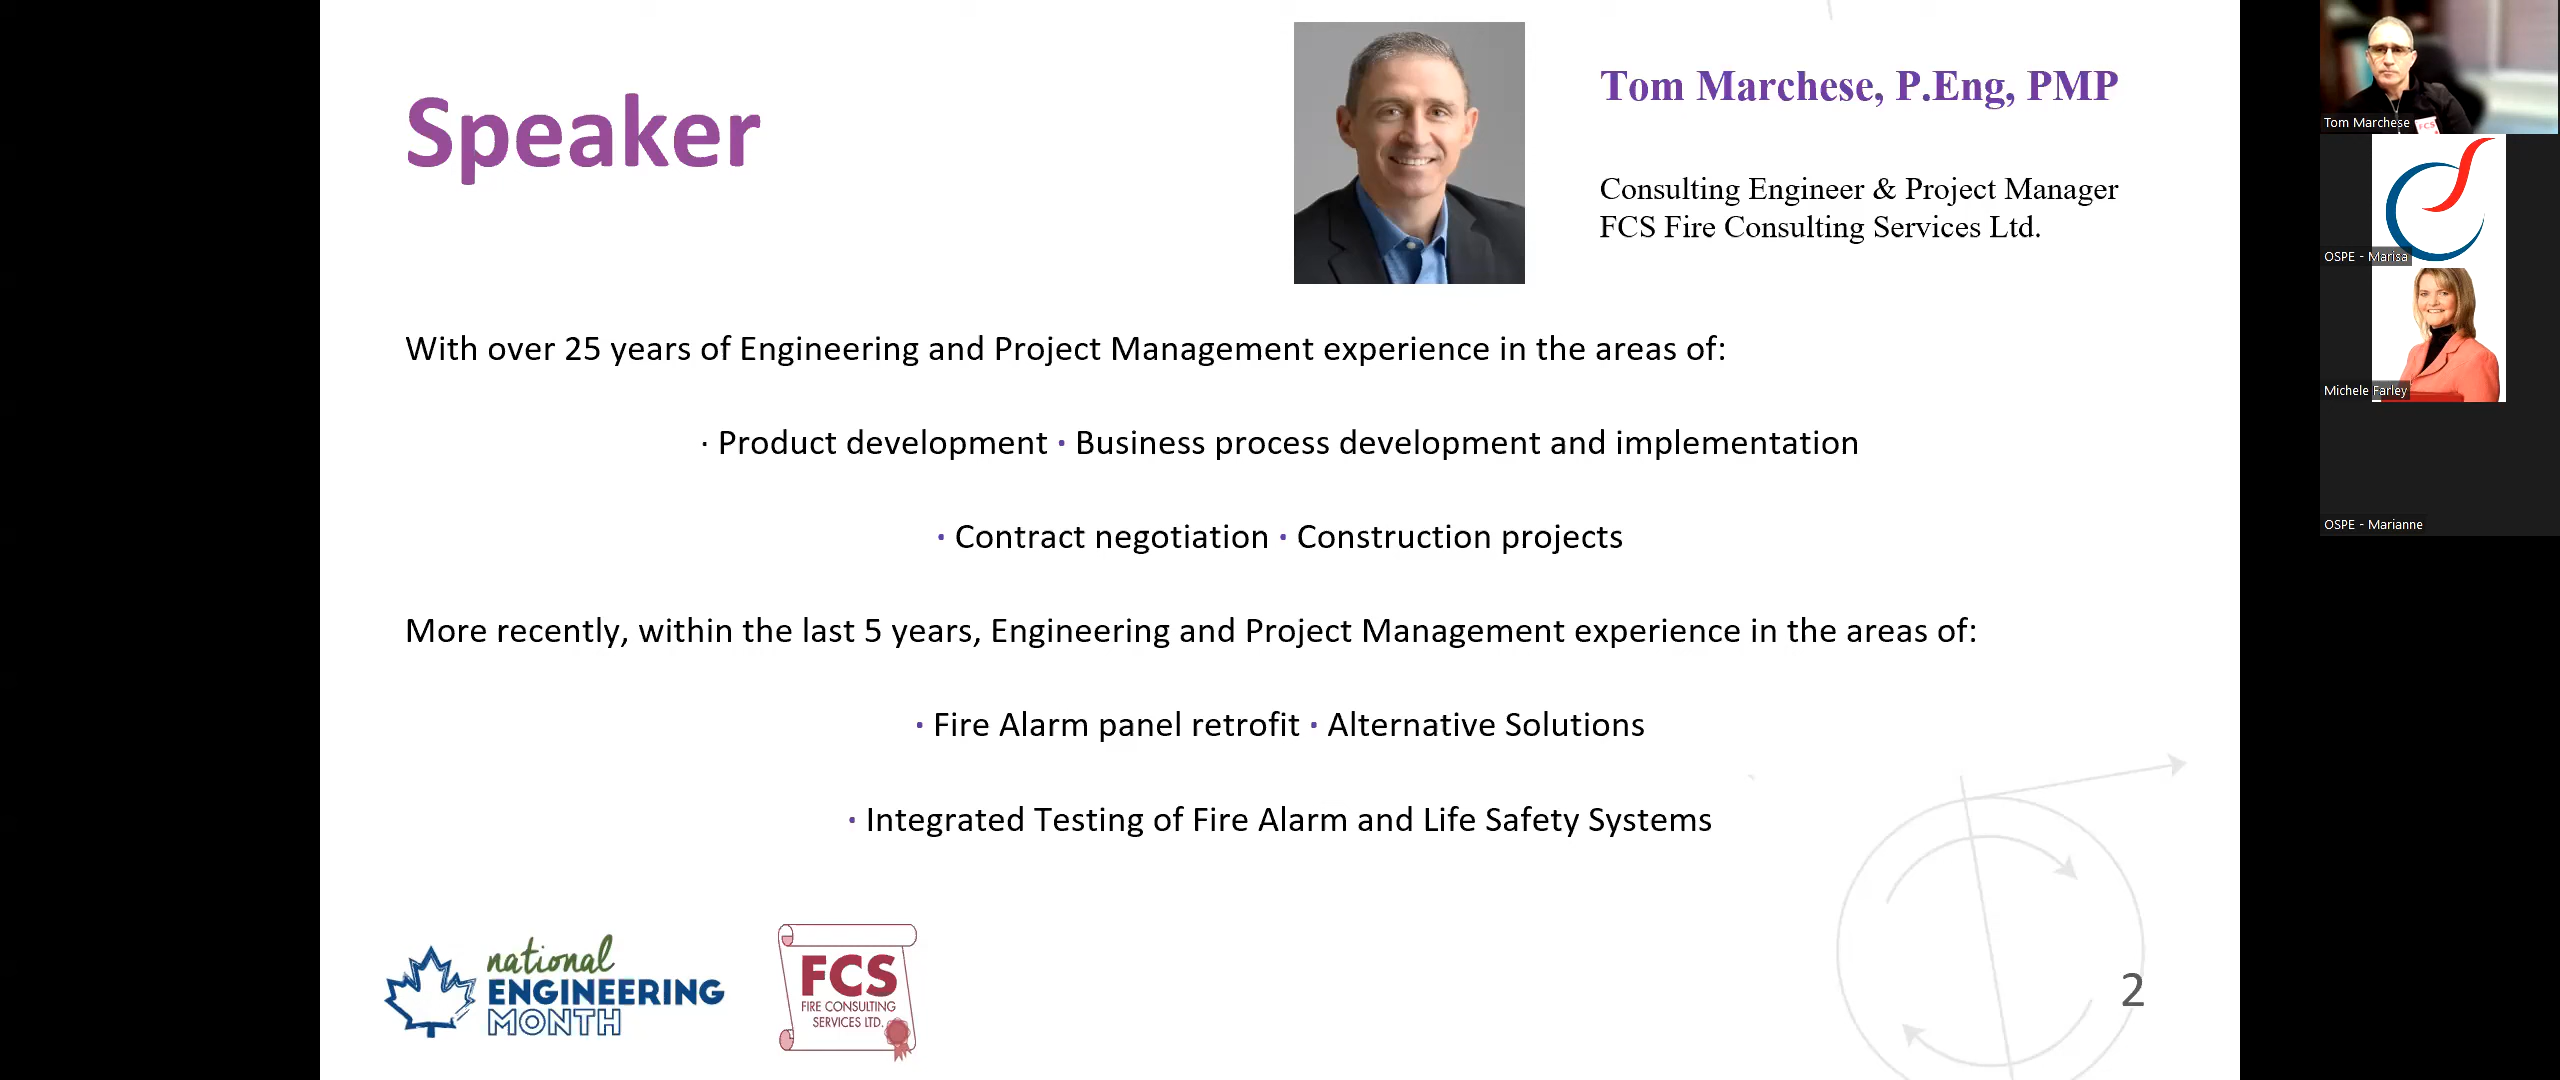 Speaker
Tom Marchese, P.Eng, PMP
Consulting Engineer & Project Manager
FCS Fire Consulting Services Ltd.
With over 25 years of Engineering and Project Management experience in the areas of:
· Product development · Business process development and implementation
· Contract negotiation · Construction projects
More recently, within the last 5 years, Engineering and Project Management experience in the areas of:
· Fire Alarm panel retrofit · Alternative Solutions
· Integrated Testing of Fire Alarm and Life Safety Systems
national
ENGINEERING
MONTH
FCS
FIRE CONSULTING
SERVICES LTD.
2
Tom Marchese
FCS
OSPE - Marisa
Michele Farley
OSPE - Marianne